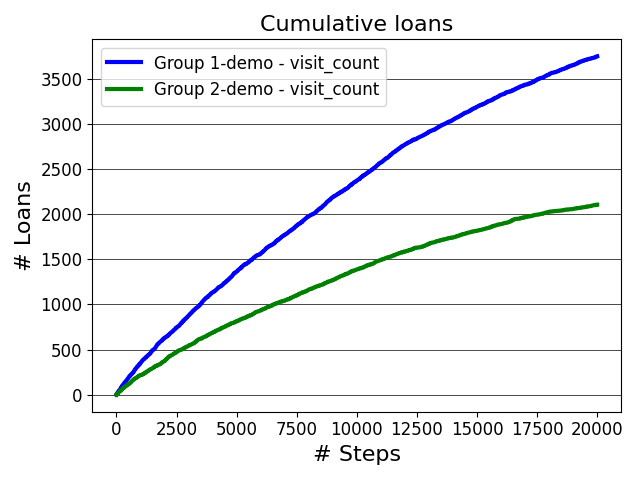 Cumulative loans
Group 1-demo - visit_count
Group 2-demo - visit_count
# Loans
3500
3000
2500
2000
1500
1000
500
0
0 2500 5000 7500 10000 12500 15000 17500 20000
# Steps